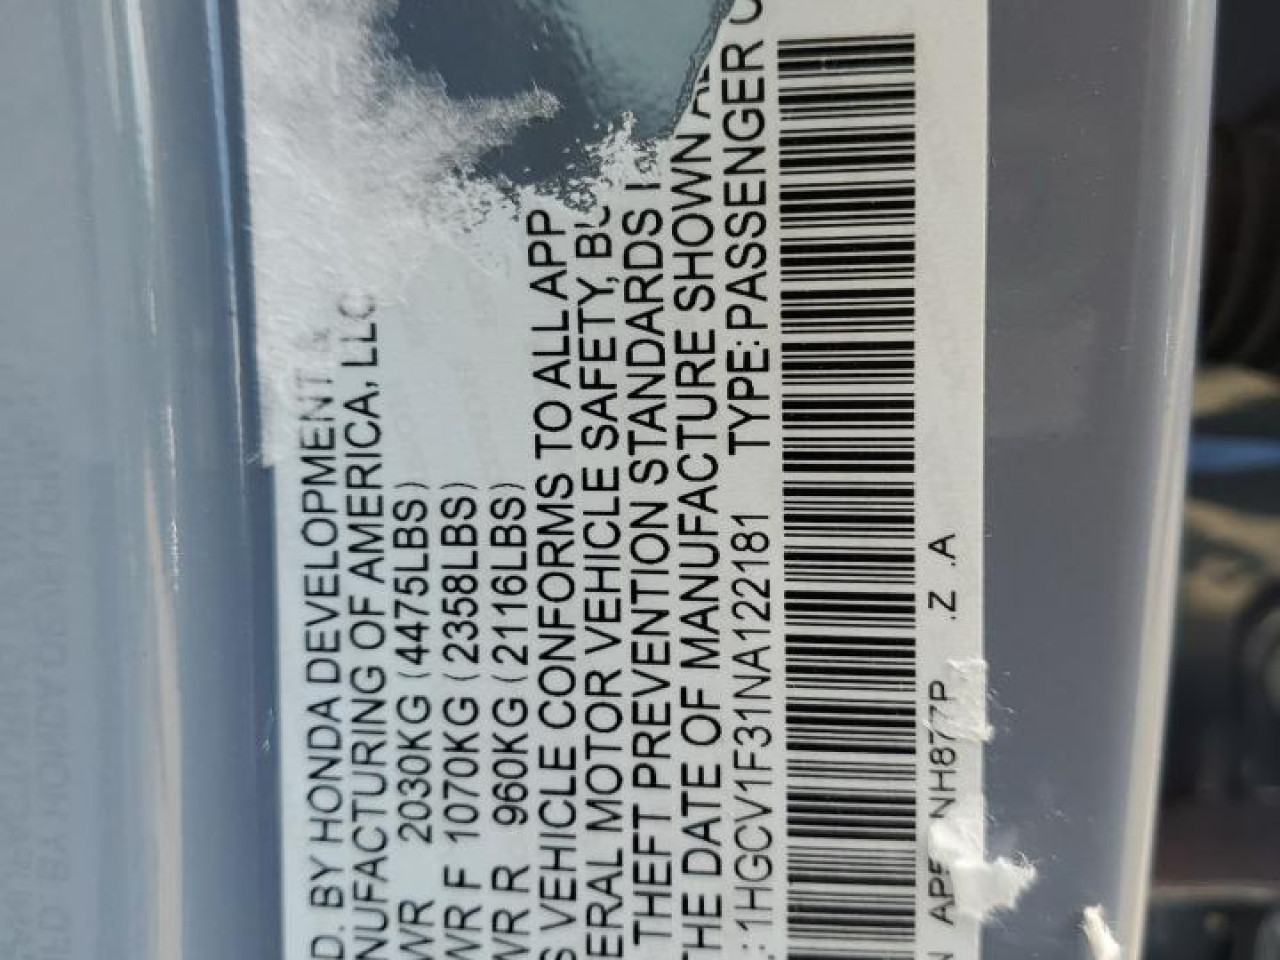 D. BY HONDA DEVELOPMENT &
NUFACTURING OF AMERICA, LLC
WR 2030KG (4475LBS)
WR F 1070KG (2358LBS)
WR R 960KG (2116LBS)
S VEHICLE CONFORMS TO ALL APP
ERAL MOTOR VEHICLE SAFETY, BU
THEFT PREVENTION STANDARDS I
THE DATE OF MANUFACTURE SHOWN AB
: 1HGCV1F31NA122181 TYPE: PASSENGER C
NH877P .Z .A